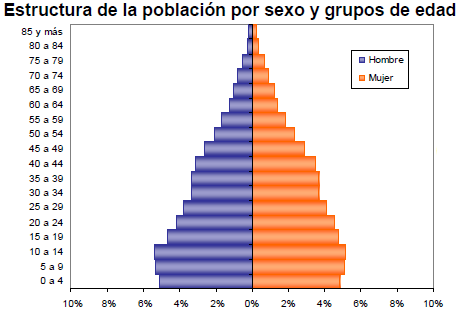 Estructura de la población por sexo y grupos de edad
85 y más
80 a 84
75 a 79
70 a 74
65 a 69
60 a 64
55 a 59
50 a 54
45 a 49
40 a 44
35 a 39
30 a 34
25 a 29
20 a 24
15 a 19
10 a 14
5 a 9
0 a 4
Hombre
Mujer
10% 8% 6% 4% 2% 0% 2% 4% 6% 8% 10%